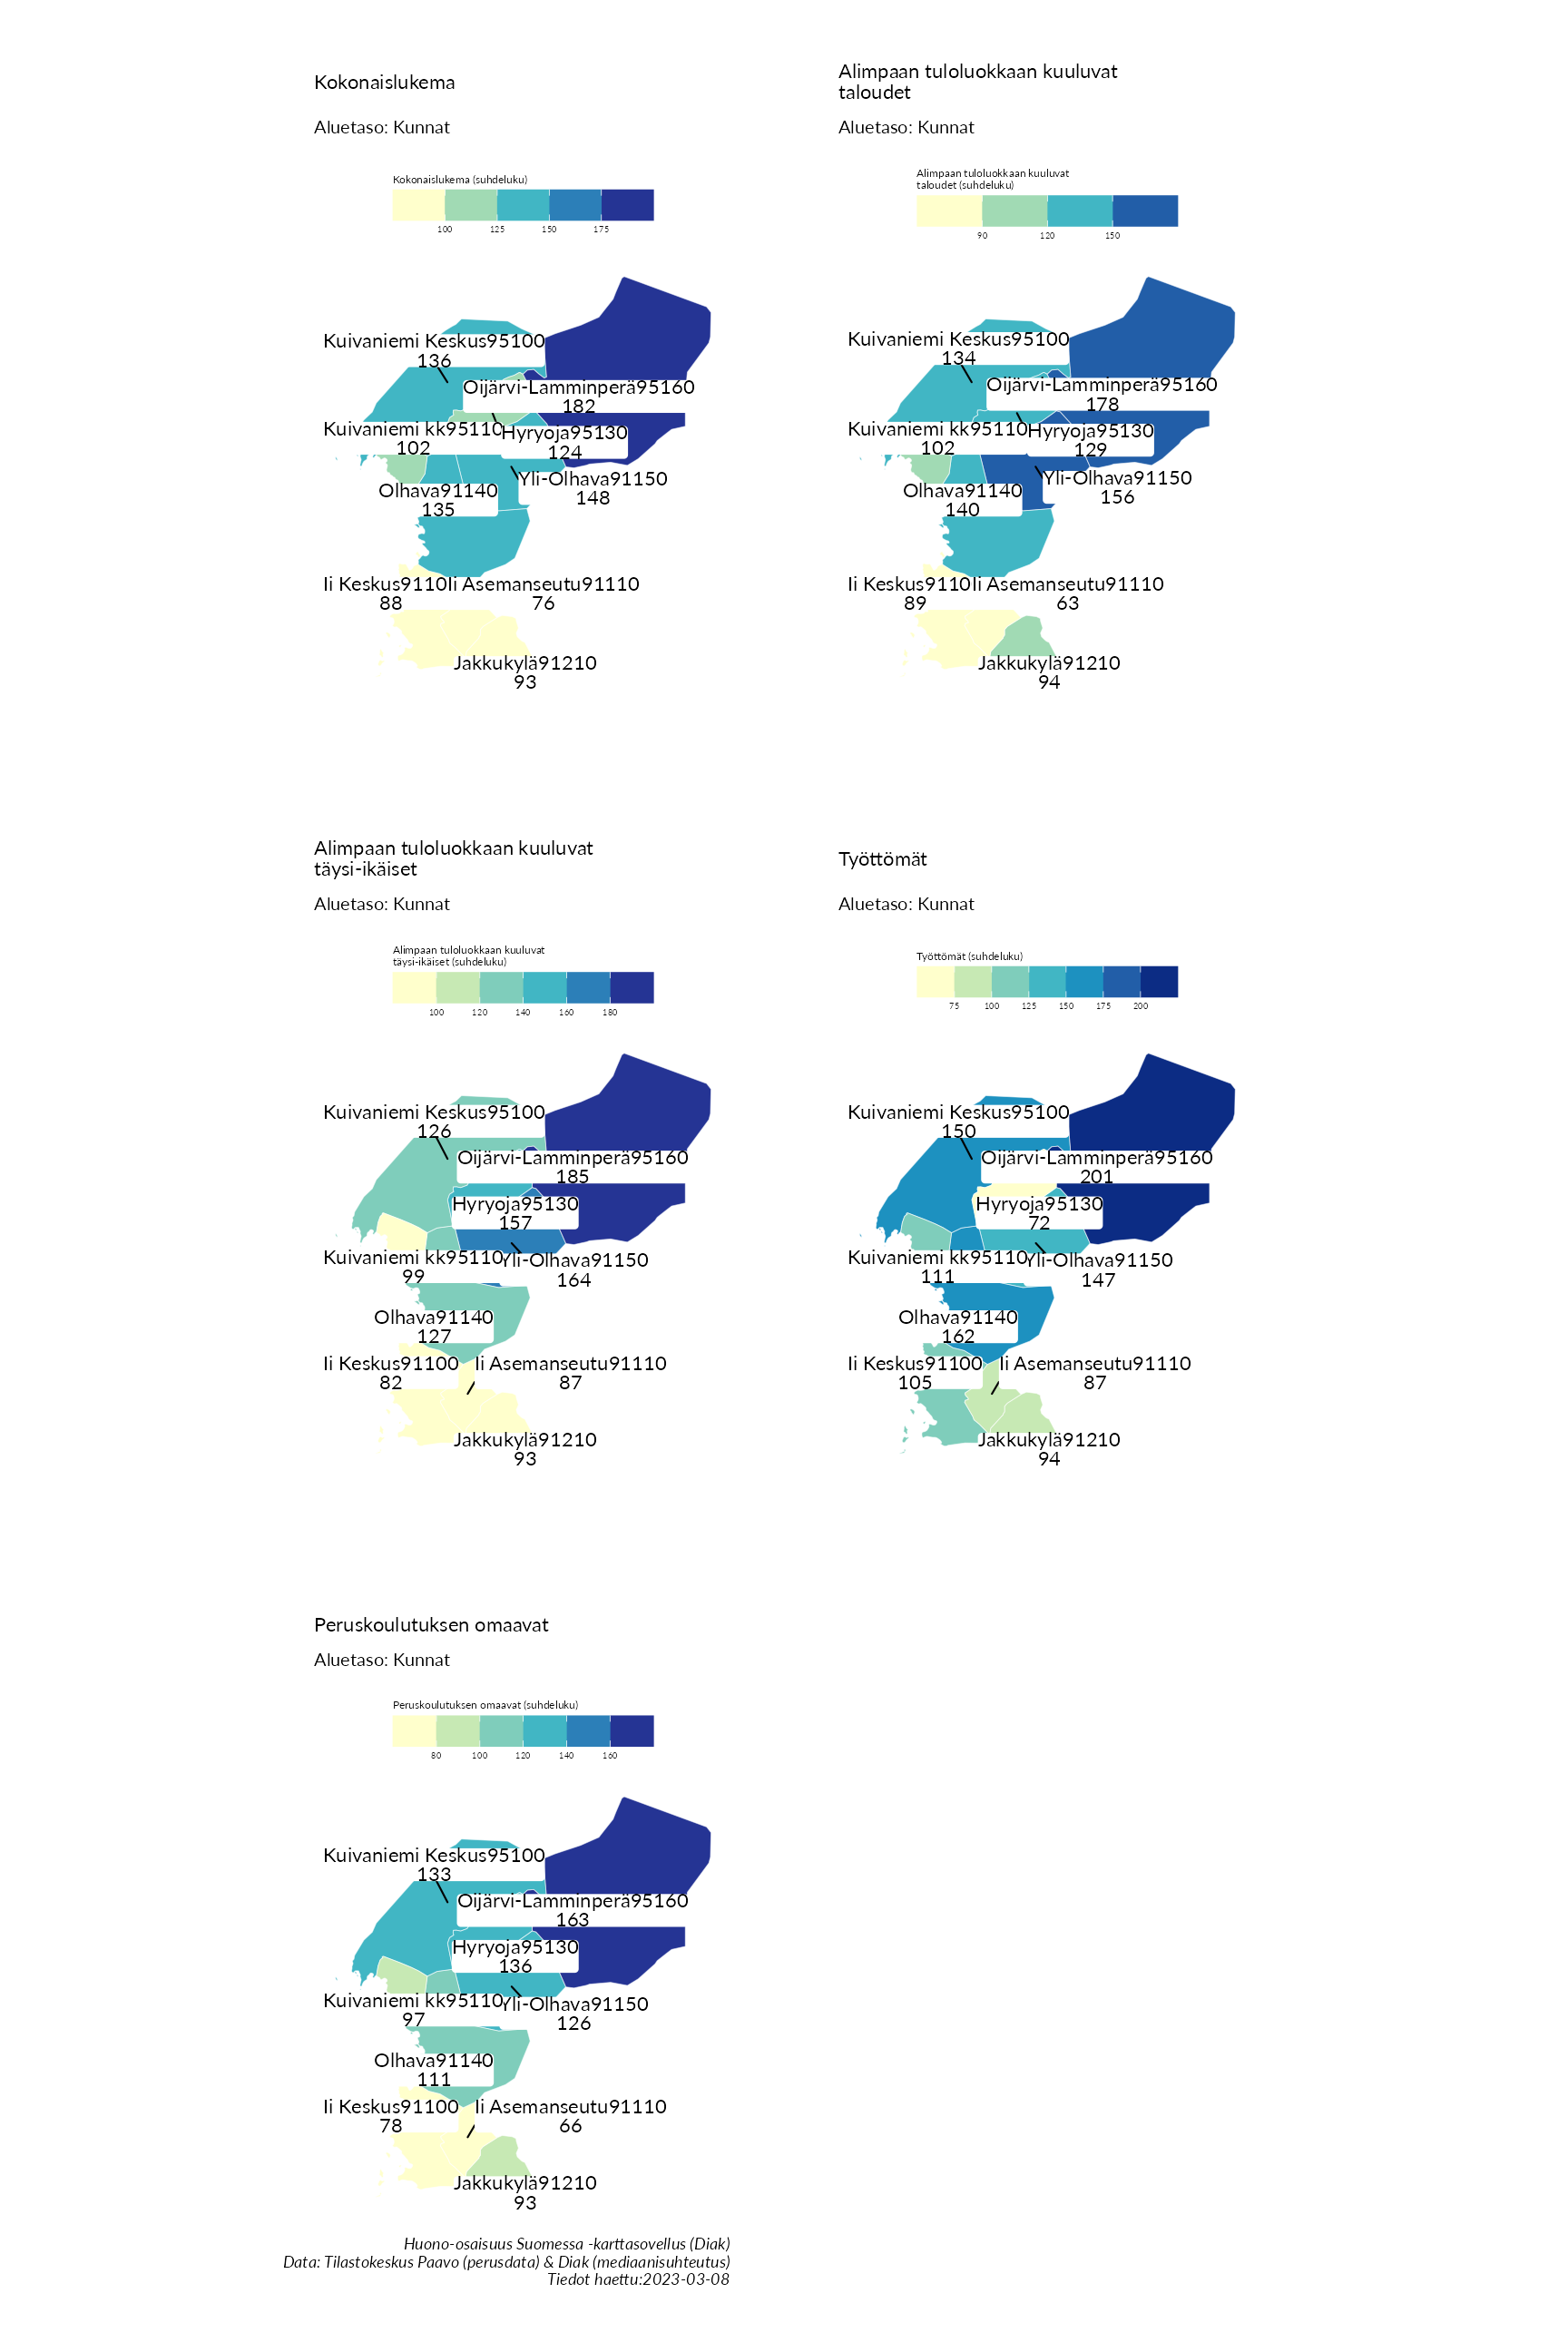 Kokonaislukema
Aluetaso: Kunnat
Kokonaislukema (suhdeluku)
100 125 150 175
Kuivaniemi Keskus95100
136
Oijärvi-Lamminperä95160
182
Kuivaniemi kk95110
102
Hyryoja95130
124
Yli-Olhava91150
148
Olhava91140
135
Ii Keskus9110
88
Ii Asemanseutu91110
76
Jakkukylä91210
93
Alimpaan tuloluokkaan kuuluvat
taloudet
Aluetaso: Kunnat
Alimpaan tuloluokkaan kuuluvat
taloudet (suhdeluku)
90 120 150
Kuivaniemi Keskus95100
134
Oijärvi-Lamminperä95160
178
Kuivaniemi kk95110
102
Hyryoja95130
129
Yli-Olhava91150
156
Olhava91140
140
Ii Keskus9110
89
Ii Asemanseutu91110
63
Jakkukylä91210
94
Alimpaan tuloluokkaan kuuluvat
täysi-ikäiset
Aluetaso: Kunnat
Alimpaan tuloluokkaan kuuluvat
täysi-ikäiset (suhdeluku)
100 120 140 160 180
Kuivaniemi Keskus95100
126
Oijärvi-Lamminperä95160
185
Hyryoja95130
157
Kuivaniemi kk95110
99
Yli-Olhava91150
164
Olhava91140
127
Ii Keskus91100
82
Ii Asemanseutu91110
87
Jakkukylä91210
93
Työttömät
Aluetaso: Kunnat
Työttömät (suhdeluku)
75 100 125 150 175 200
Kuivaniemi Keskus95100
150
Oijärvi-Lamminperä95160
201
Hyryoja95130
72
Kuivaniemi kk95110
111
Yli-Olhava91150
147
Olhava91140
162
Ii Keskus91100
105
Ii Asemanseutu91110
87
Jakkukylä91210
94
Peruskoulutuksen omaavat
Aluetaso: Kunnat
Peruskoulutuksen omaavat (suhdeluku)
80 100 120 140 160
Kuivaniemi Keskus95100
133
Oijärvi-Lamminperä95160
163
Hyryoja95130
136
Kuivaniemi kk95110
97
Yli-Olhava91150
126
Olhava91140
111
Ii Keskus91100
78
Ii Asemanseutu91110
66
Jakkukylä91210
93
Huono-osaisuus Suomessa -karttasovellus (Diak)
Data: Tilastokeskus Paavo (perusdata) & Diak (mediaanisuhteutus)
Tiedot haettu:2023-03-08